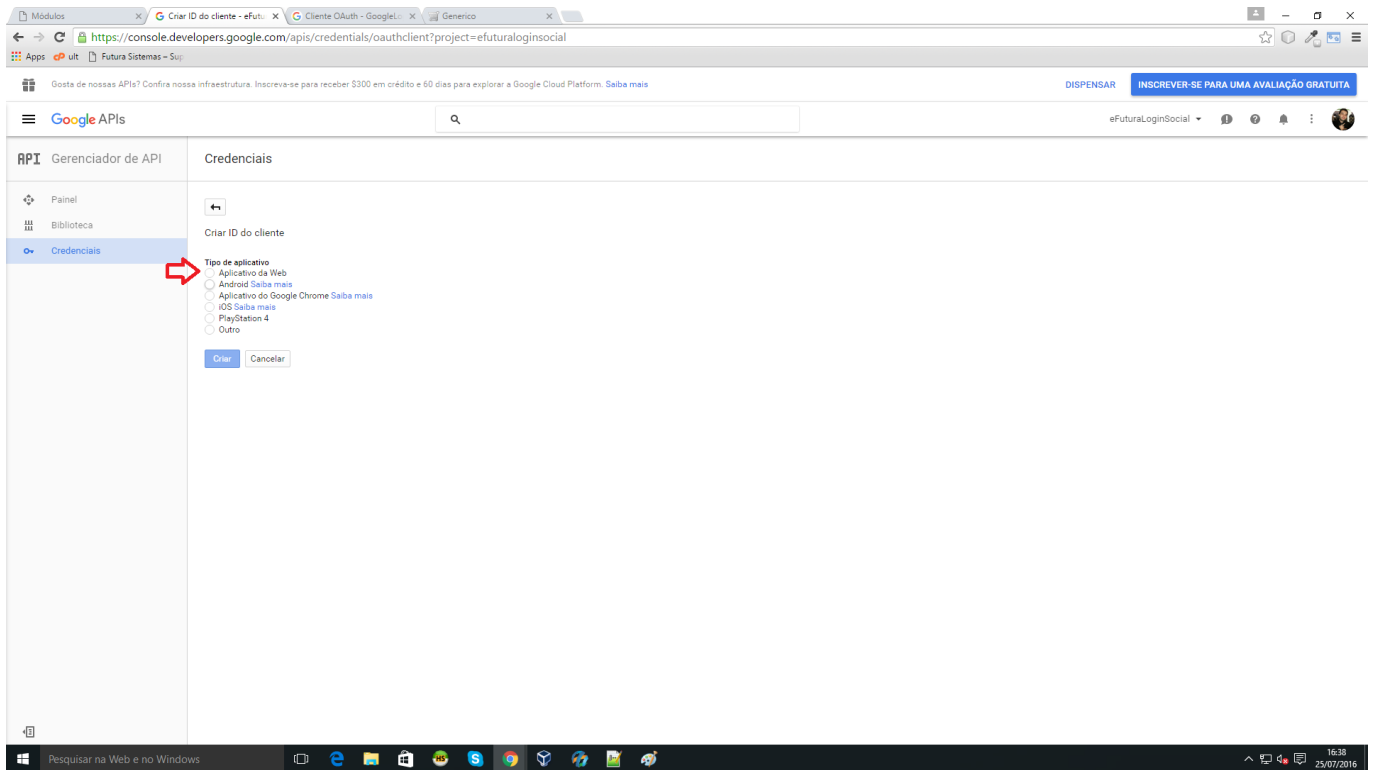 Módulos
Criar ID do cliente - eFutu
Cliente OAuth - GoogleLo
Generico
https://console.developers.google.com/apis/credentials/oauthclient?project=efuturaloginsocial
Apps ult Futura Sistemas – Sup
Gosta de nossas APIs? Confira nossa infraestrutura. Inscreva-se para receber $300 em crédito e 60 dias para explorar a Google Cloud Platform. Saiba mais
DISPENSAR
INSCREVER-SE PARA UMA AVALIAÇÃO GRATUITA
Google APIs
eFuturaLoginSocial
API Gerenciador de API
Credenciais
Painel
Biblioteca
Credenciais
Criar ID do cliente
Tipo de aplicativo
Aplicativo da Web
Android Saiba mais
Aplicativo do Google Chrome Saiba mais
iOS Saiba mais
PlayStation 4
Outro
Criar Cancelar
Pesquisar na Web e no Windows
16:38
25/07/2016